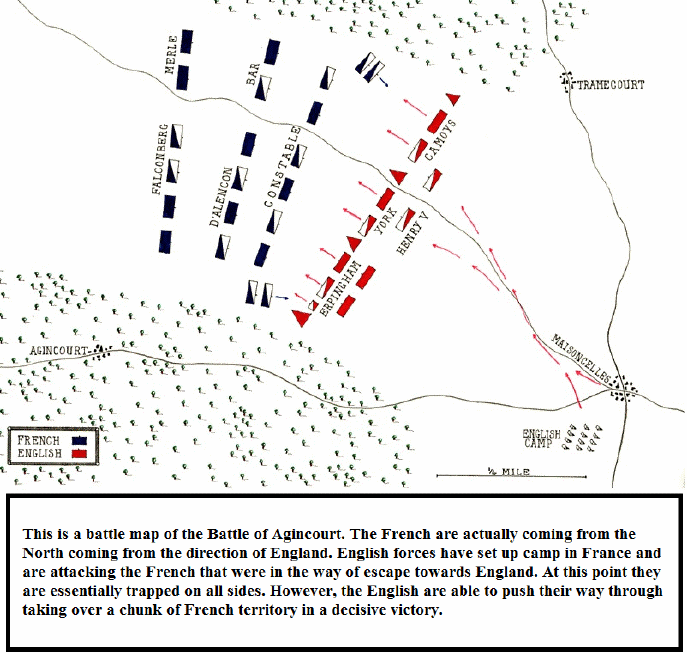 MERLE
BAR
TRAMECOURT
FALCONBERG
D'ALENCON
CONSTABLE
CAMOYS
YORK
HENRY V
ERPINGHAM
AGINCOURT
MAISONCELLES
FRENCH
ENGLISH
ENGLISH
CAMP
1/2 MILE
This is a battle map of the Battle of Agincourt. The French are actually coming from the
North coming from the direction of England. English forces have set up camp in France and
are attacking the French that were in the way of escape towards England. At this point they
are essentially trapped on all sides. However, the English are able to push their way through
taking over a chunk of French territory in a decisive victory.